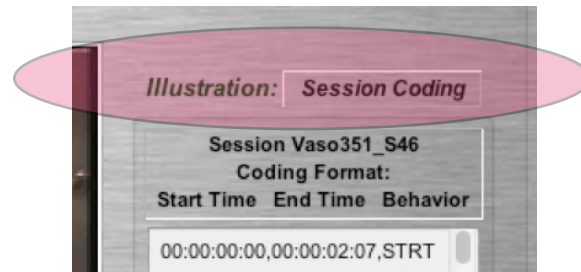 Illustration: Session Coding
Session Vaso351_S46
Coding Format:
Start Time End Time Behavior
00:00:00:00,00:00:02:07,STRT